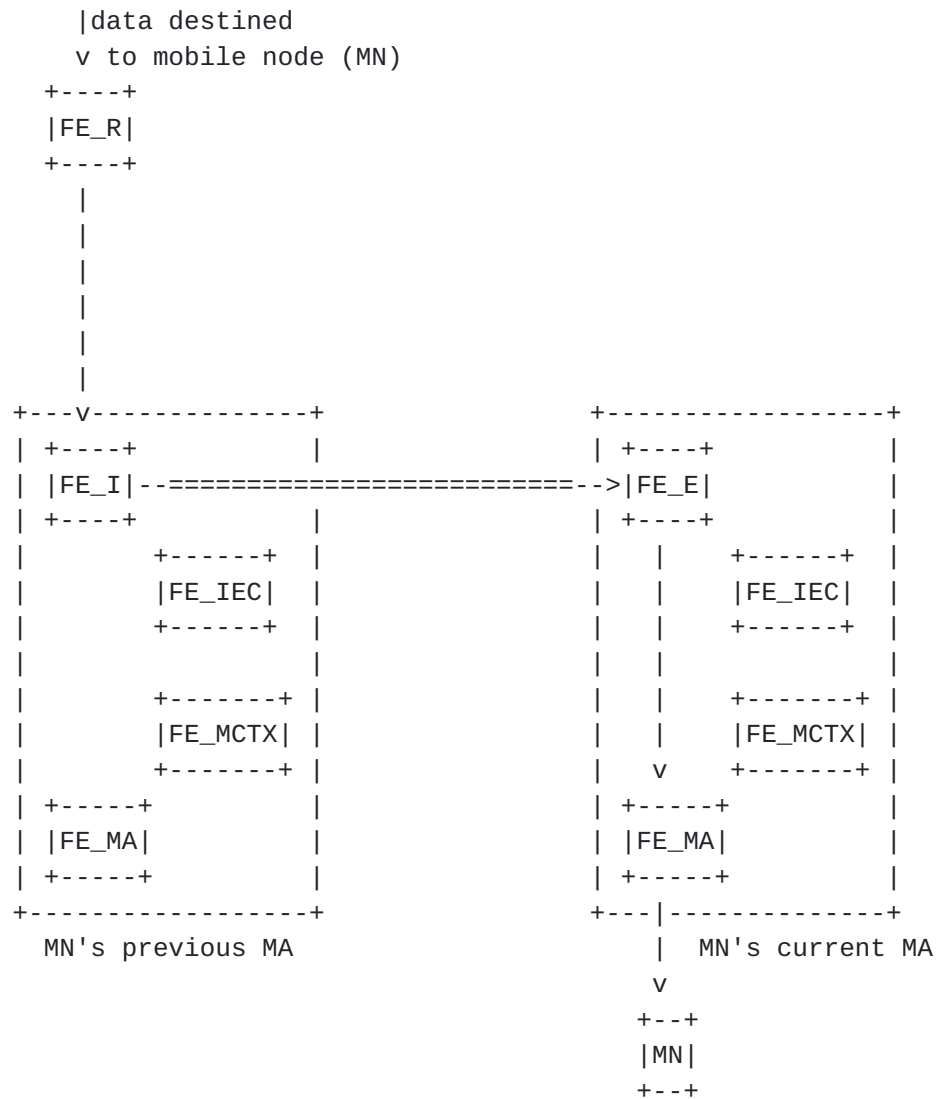 |data destined
v to mobile node (MN)
+----+
|FE_R|
+----+
|
|
|
|
|
|
+---v--------------+                 +------------------+
| +----+           |                 | +----+           |
| |FE_I|--==========================-->|FE_E|           |
| +----+           |                 | +----+           |
|        +------+  |                 |   |    +------+  |
|        |FE_IEC|  |                 |   |    |FE_IEC|  |
|        +------+  |                 |   |    +------+  |
|                  |                 |   |              |
|        +-------+ |                 |   |    +-------+ |
|        |FE_MCTX| |                 |   |    |FE_MCTX| |
|        +-------+ |                 |   v    +-------+ |
| +-----+          |                 | +-----+          |
| |FE_MA|          |                 | |FE_MA|          |
| +-----+          |                 | +-----+          |
+------------------+                 +---|--------------+
MN's previous MA                       |  MN's current MA
v
+--+
|MN|
+--+